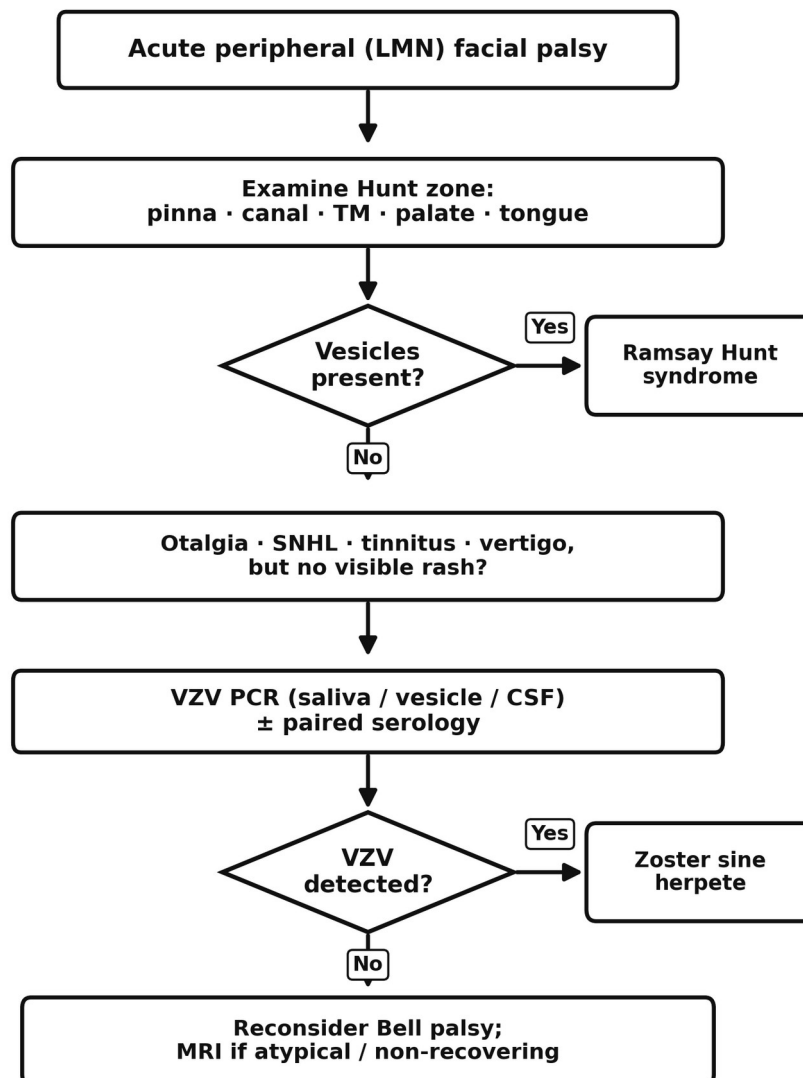 Acute peripheral (LMN) facial palsy
Examine Hunt zone:
pinna · canal · TM · palate · tongue
Vesicles
present?
Yes
Ramsay Hunt
syndrome
No
Otalgia · SNHL · tinnitus · vertigo,
but no visible rash?
VZV PCR (saliva / vesicle / CSF)
± paired serology
VZV
detected?
Yes
Zoster sine
herpete
No
Reconsider Bell palsy;
MRI if atypical / non-recovering